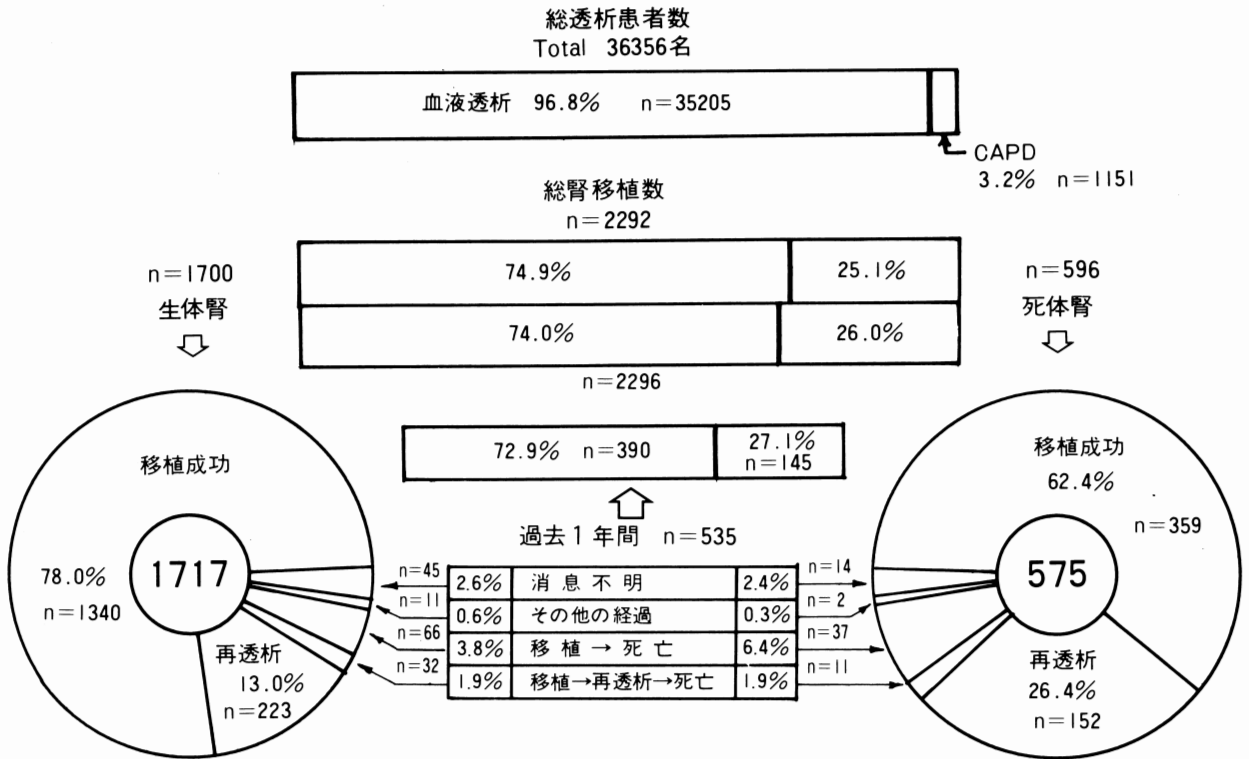 総透析患者数
Total 36356名
血液透析 96.8% n=35205
CAPD
3.2% n=1151
総腎移植数
n=2292
n=1700
生体腎
74.9%
25.1%
n=596
死体腎
74.0%
26.0%
n=2296
72.9% n=390
27.1%
n=145
過去1年間 n=535
移植成功
1717
78.0%
n=1340
再透析
13.0%
n=223
n=45
2.6% 消息不明 2.4%
n=14
n=11
0.6% その他の経過 0.3%
n=2
n=66
3.8% 移植→死亡 6.4%
n=37
n=32
1.9% 移植→再透析→死亡 1.9%
n=11
移植成功
62.4%
n=359
575
再透析
26.4%
n=152